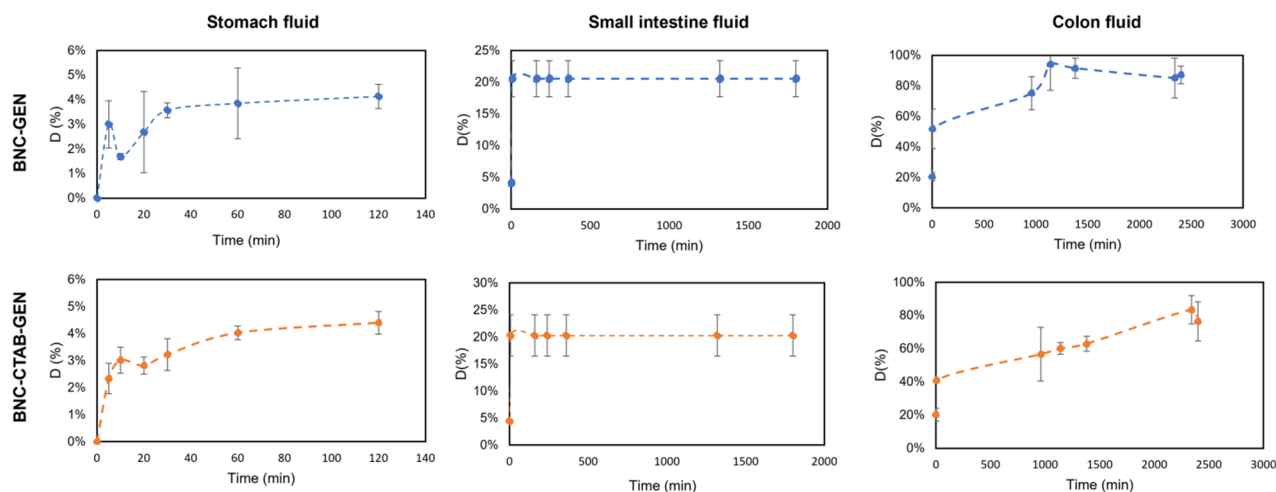 Stomach fluid
Small intestine fluid
Colon fluid
BNC-GEN
6%
5%
4%
3%
2%
1%
0%
D (%)
0 20 40 60 80 100 120 140
Time (min)
25%
20%
15%
10%
5%
0%
D(%)
0 500 1000 1500 2000
Time (min)
100%
80%
60%
40%
20%
0%
D(%)
0 500 1000 1500 2000 2500 3000
Time (min)
BNC-CTAB-GEN
6%
5%
4%
3%
2%
1%
0%
D (%)
0 20 40 60 80 100 120 140
Time (min)
30%
25%
20%
15%
10%
5%
0%
D(%)
0 500 1000 1500 2000
Time (min)
100%
80%
60%
40%
20%
0%
D(%)
0 500 1000 1500 2000 2500 3000
Time (min)